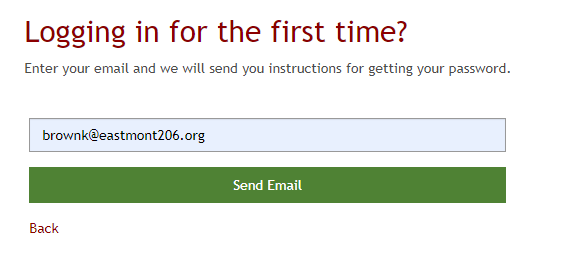 Logging in for the first time?
Enter your email and we will send you instructions for getting your password.
brownk@eastmont206.org
Send Email
Back